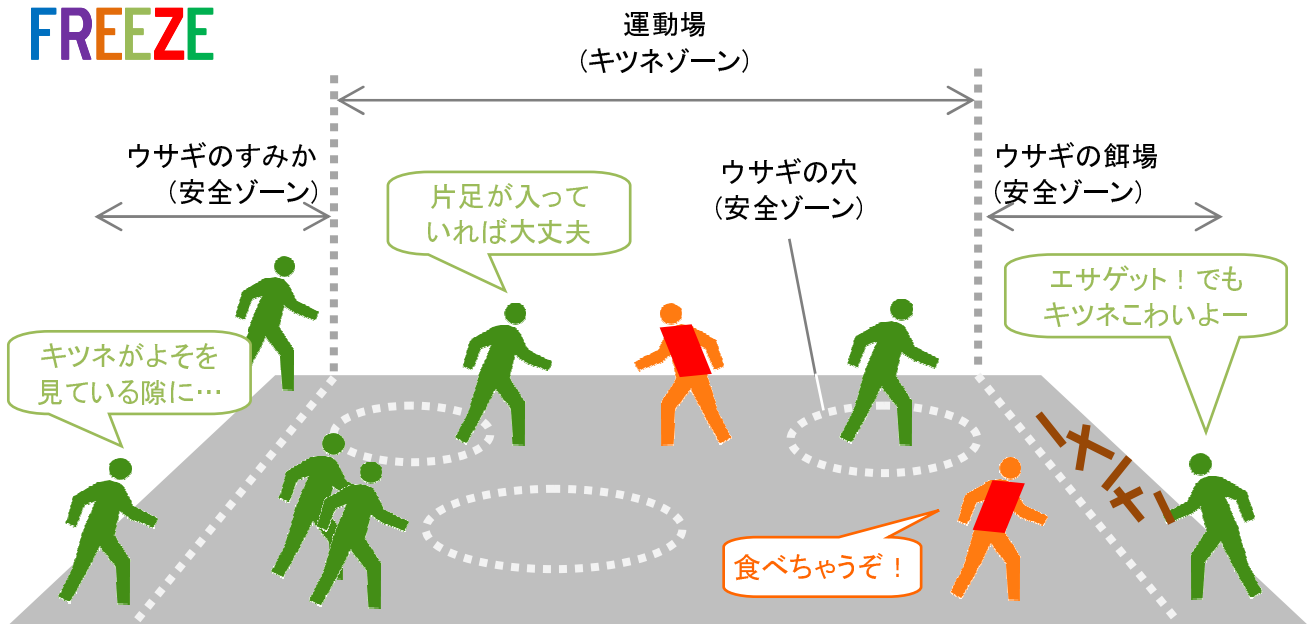 FREEZE
運動場
(キツネゾーン)
ウサギのすみか
(安全ゾーン)
片足が入って
いれば大丈夫
ウサギの穴
(安全ゾーン)
ウサギの餌場
(安全ゾーン)
エサゲット！でも
キツネこわいよー
キツネがよそを
見ている隙に…
食べちゃうぞ！